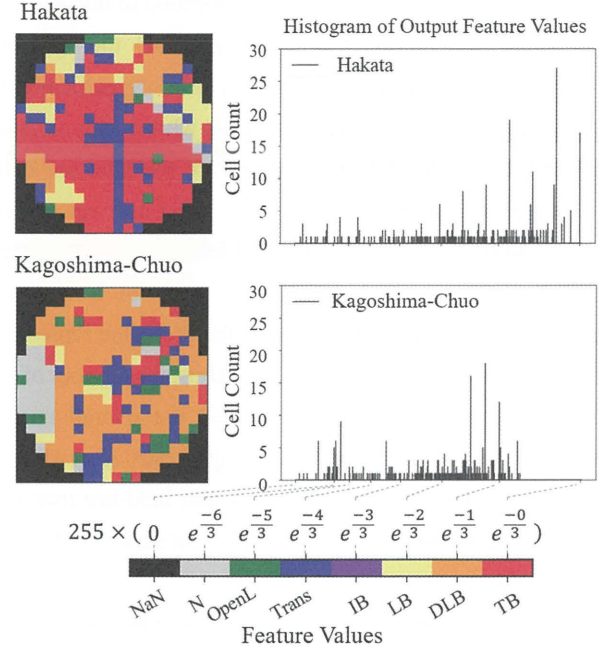 Hakata
Histogram of Output Feature Values
30
25
20
15
10
5
0
Cell Count
Hakata
Kagoshima-Chuo
30
25
20
15
10
5
0
Cell Count
Kagoshima-Chuo
255 × ( 0 e^{-6/3} e^{-5/3} e^{-4/3} e^{-3/3} e^{-2/3} e^{-1/3} e^{-0/3} )
NaN N OpenL Trans IB LB DLB TB
Feature Values